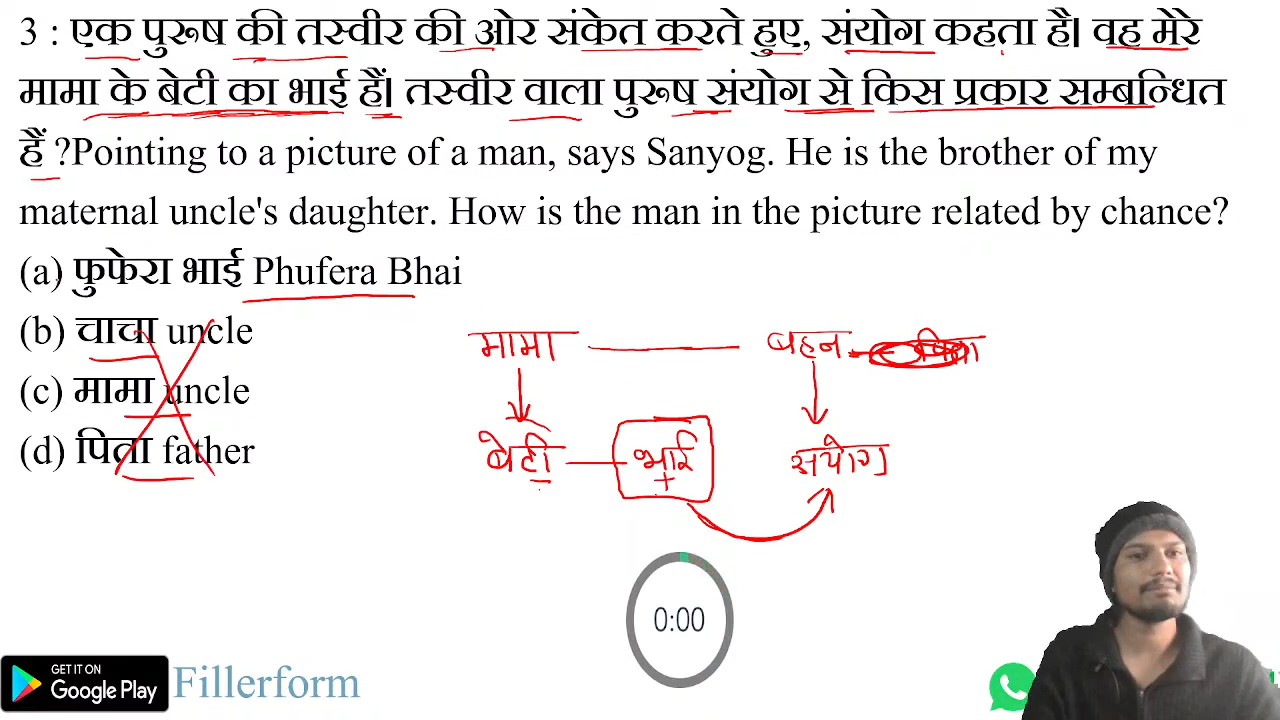 3 : एक पुरूष की तस्वीर की ओर संकेत करते हुए, संयोग कहता है। वह मेरे
मामा के बेटी का भाई हैं। तस्वीर वाला पुरूष संयोग से किस प्रकार सम्बन्धित
हैं ?Pointing to a picture of a man, says Sanyog. He is the brother of my
maternal uncle's daughter. How is the man in the picture related by chance?
(a) फुफेरा भाई Phufera Bhai
(b) चाचा uncle
(c) मामा uncle
(d) पिता father
मामा बहन
बेटी भाई संयोग
+
0:00
GET IT ON
Google Play
Fillerform